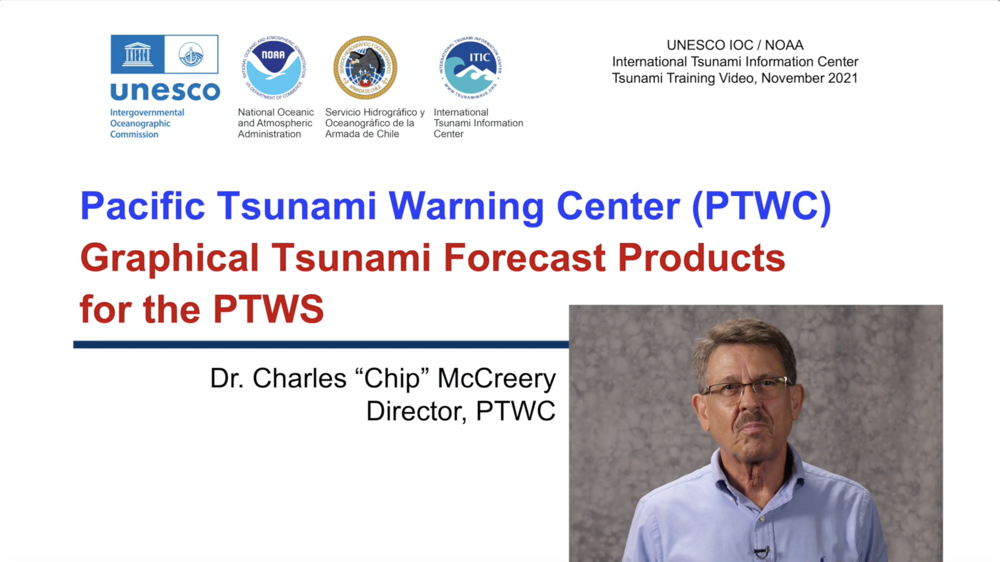 UNESCO
unesco
Intergovernmental
Oceanographic
Commission
NATIONAL OCEANIC AND ATMOSPHERIC ADMINISTRATION
NOAA
US DEPARTMENT OF COMMERCE
National Oceanic
and Atmospheric
Administration
SERVICIO HIDROGRÁFICO Y OCEANOGRÁFICO
ARMADA DE CHILE
Servicio Hidrográfico y
Oceanográfico de la
Armada de Chile
INTERNATIONAL TSUNAMI INFORMATION CENTER
ITIC
WWW.TSUNAMIWAVE.ORG
International
Tsunami Information
Center
UNESCO IOC / NOAA
International Tsunami Information Center
Tsunami Training Video, November 2021
Pacific Tsunami Warning Center (PTWC)
Graphical Tsunami Forecast Products
for the PTWS
Dr. Charles “Chip” McCreery
Director, PTWC